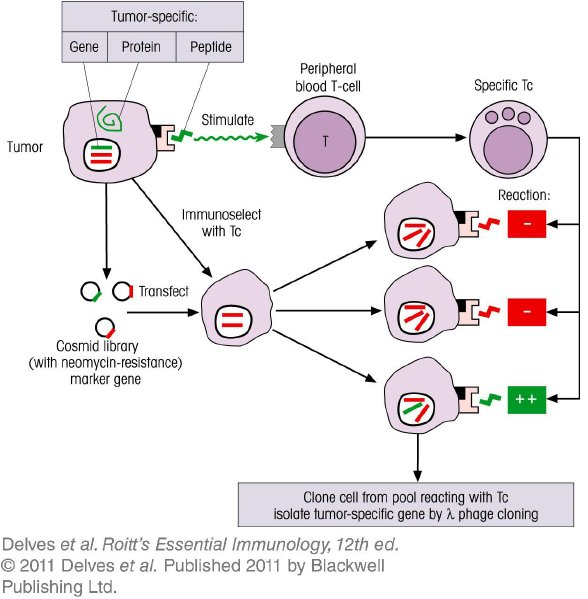 Tumor-specific:
Gene Protein Peptide
Peripheral
blood T-cell
Specific Tc
Tumor
Stimulate
T
Immunoselect
with Tc
Reaction:
-
-
++
Transfect
Cosmid library
(with neomycin-resistance)
marker gene
Clone cell from pool reacting with Tc
isolate tumor-specific gene by λ phage cloning
Delves et al. Roitt's Essential Immunology, 12th ed.
© 2011 Delves et al. Published 2011 by Blackwell
Publishing Ltd.